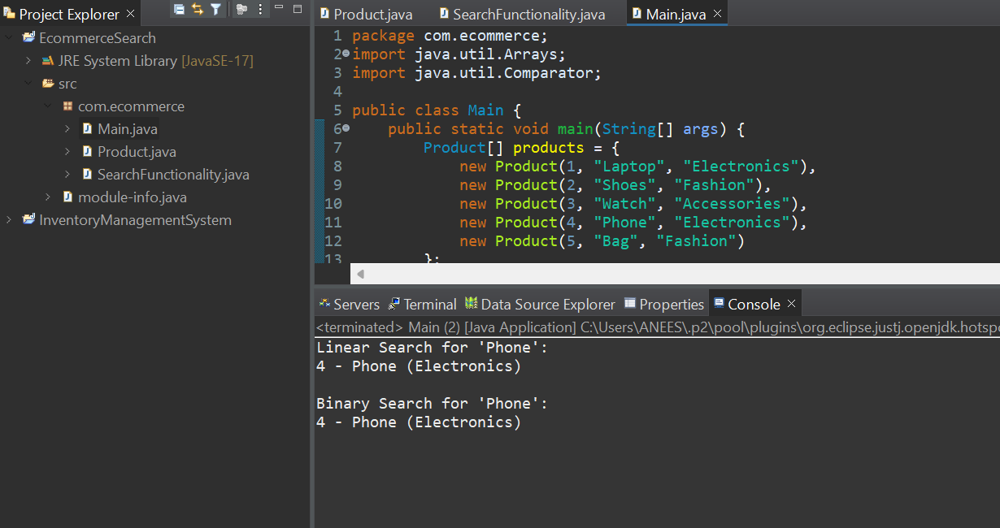 Project Explorer
EcommerceSearch
JRE System Library [JavaSE-17]
src
com.ecommerce
Main.java
Product.java
SearchFunctionality.java
module-info.java
InventoryManagementSystem
Product.java SearchFunctionality.java Main.java
1 package com.ecommerce;
2 import java.util.Arrays;
3 import java.util.Comparator;
4
5 public class Main {
6 public static void main(String[] args) {
7 Product[] products = {
8 new Product(1, "Laptop", "Electronics"),
9 new Product(2, "Shoes", "Fashion"),
10 new Product(3, "Watch", "Accessories"),
11 new Product(4, "Phone", "Electronics"),
12 new Product(5, "Bag", "Fashion")
13 };
Servers Terminal Data Source Explorer Properties Console
<terminated> Main (2) [Java Application] C:\Users\ANEES\.p2\pool\plugins\org.eclipse.justj.openjdk.hotspo
Linear Search for 'Phone':
4 - Phone (Electronics)
Binary Search for 'Phone':
4 - Phone (Electronics)